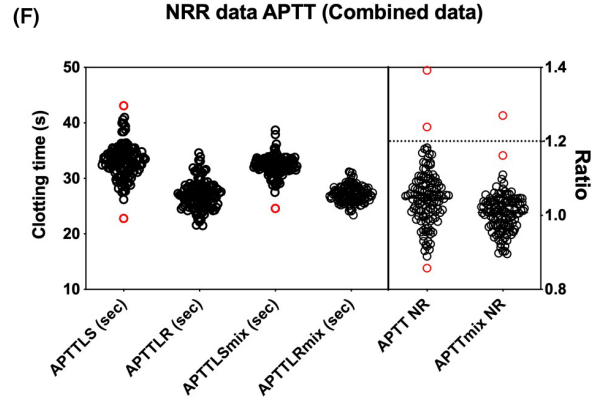 (F)
NRR data APTT (Combined data)
Clotting time (s)
50
40
30
20
10
1.4
1.2
1.0
0.8
Ratio
APTTLS (sec)
APTTLR (sec)
APTTLSmix (sec)
APTTLRmix (sec)
APTT NR
APTTmix NR